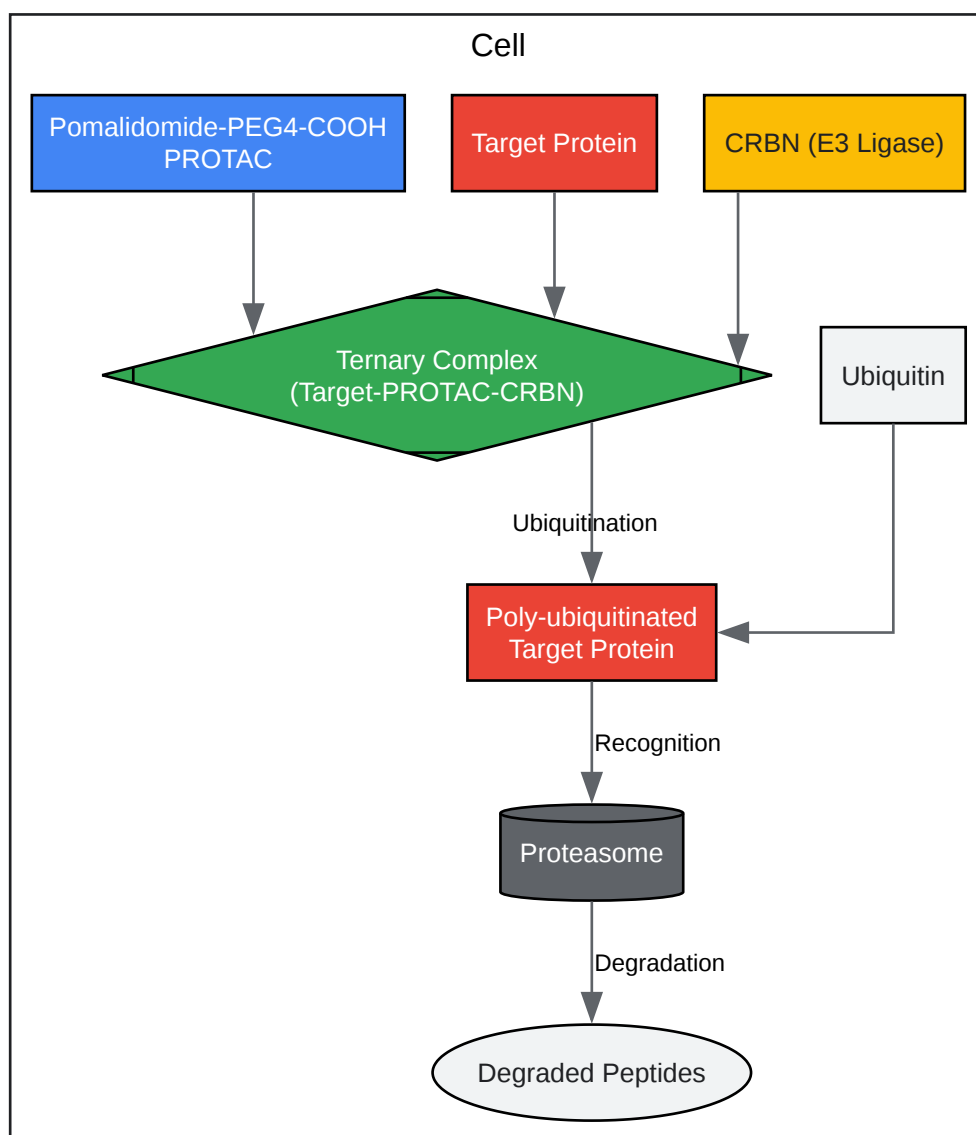 Cell
Pomalidomide-PEG4-COOH
PROTAC
Target Protein
CRBN (E3 Ligase)
Ternary Complex
(Target-PROTAC-CRBN)
Ubiquitin
Ubiquitination
Poly-ubiquitinated
Target Protein
Recognition
Proteasome
Degradation
Degraded Peptides